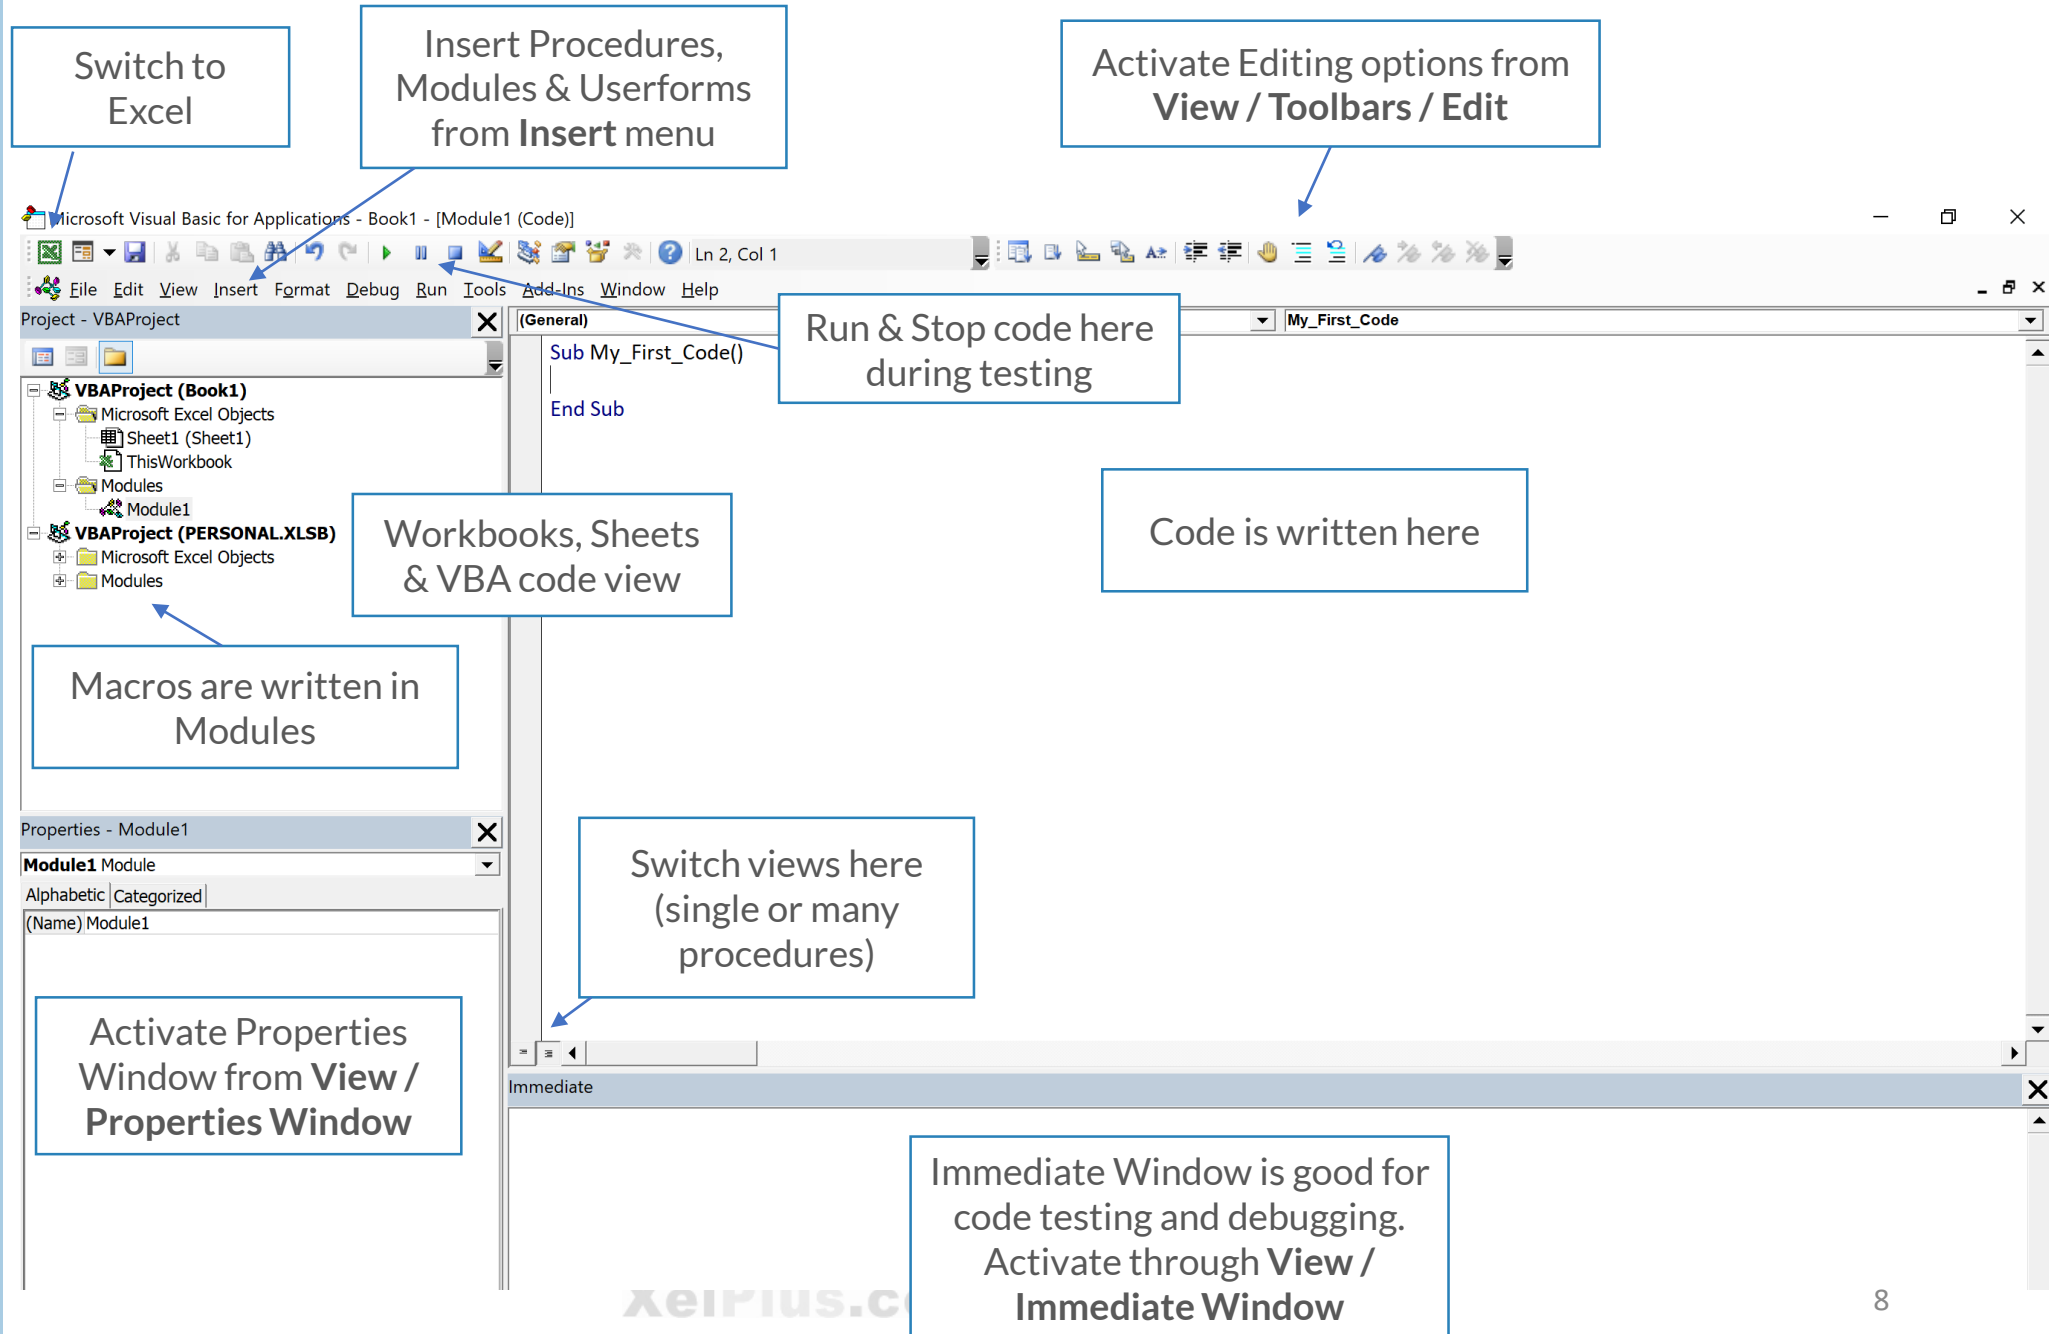 Switch to
Excel
Insert Procedures,
Modules & Userforms
from Insert menu
Activate Editing options from
View / Toolbars / Edit
Microsoft Visual Basic for Applications - Book1 - [Module1 (Code)]
Ln 2, Col 1
File Edit View Insert Format Debug Run Tools Add-Ins Window Help
Project - VBAProject
(General)
My_First_Code
Run & Stop code here
during testing
Sub My_First_Code()
End Sub
VBAProject (Book1)
Microsoft Excel Objects
Sheet1 (Sheet1)
ThisWorkbook
Modules
Module1
VBAProject (PERSONAL.XLSB)
Microsoft Excel Objects
Modules
Workbooks, Sheets
& VBA code view
Code is written here
Macros are written in
Modules
Properties - Module1
Module1 Module
Alphabetic Categorized
(Name) Module1
Switch views here
(single or many
procedures)
Activate Properties
Window from View /
Properties Window
Immediate
Immediate Window is good for
code testing and debugging.
Activate through View /
Immediate Window
XelPlus.c
8